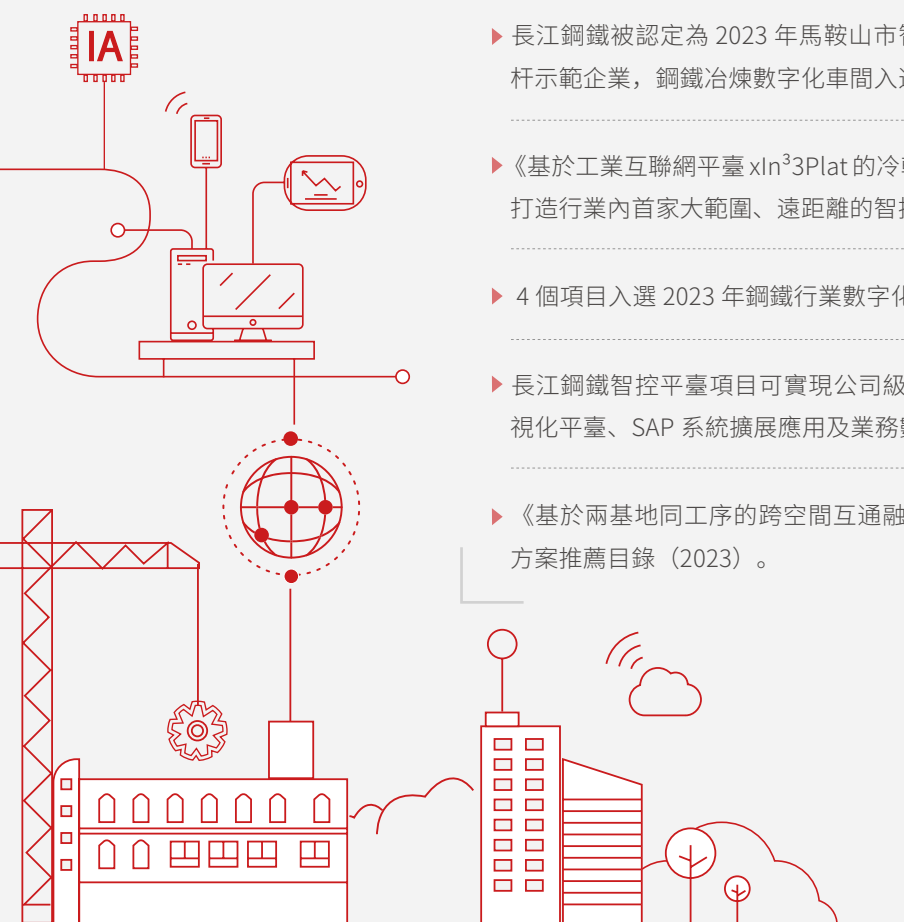 IA
長江鋼鐵被認定為 2023 年馬鞍山市
杆示範企業，鋼鐵冶煉數字化車間入
《基於工業互聯網平臺 xIn³3Plat 的冷
打造行業內首家大範圍、遠距離的智
4 個項目入選 2023 年鋼鐵行業數字
長江鋼鐵智控平臺項目可實現公司級
視化平臺、SAP 系統擴展應用及業務
《基於兩基地同工序的跨空間互通融
方案推薦目錄（2023）。